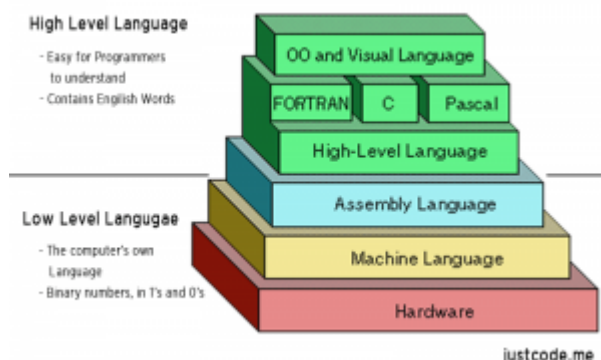 High Level Language
- Easy for Programmers
to understand
- Contains English Words
OO and Visual Language
FORTRAN C Pascal
High-Level Language
Assembly Language
Low Level Langugae
- The computer's own
Language
- Binary numbers, in 1's and 0's
Machine Language
Hardware
justcode.me